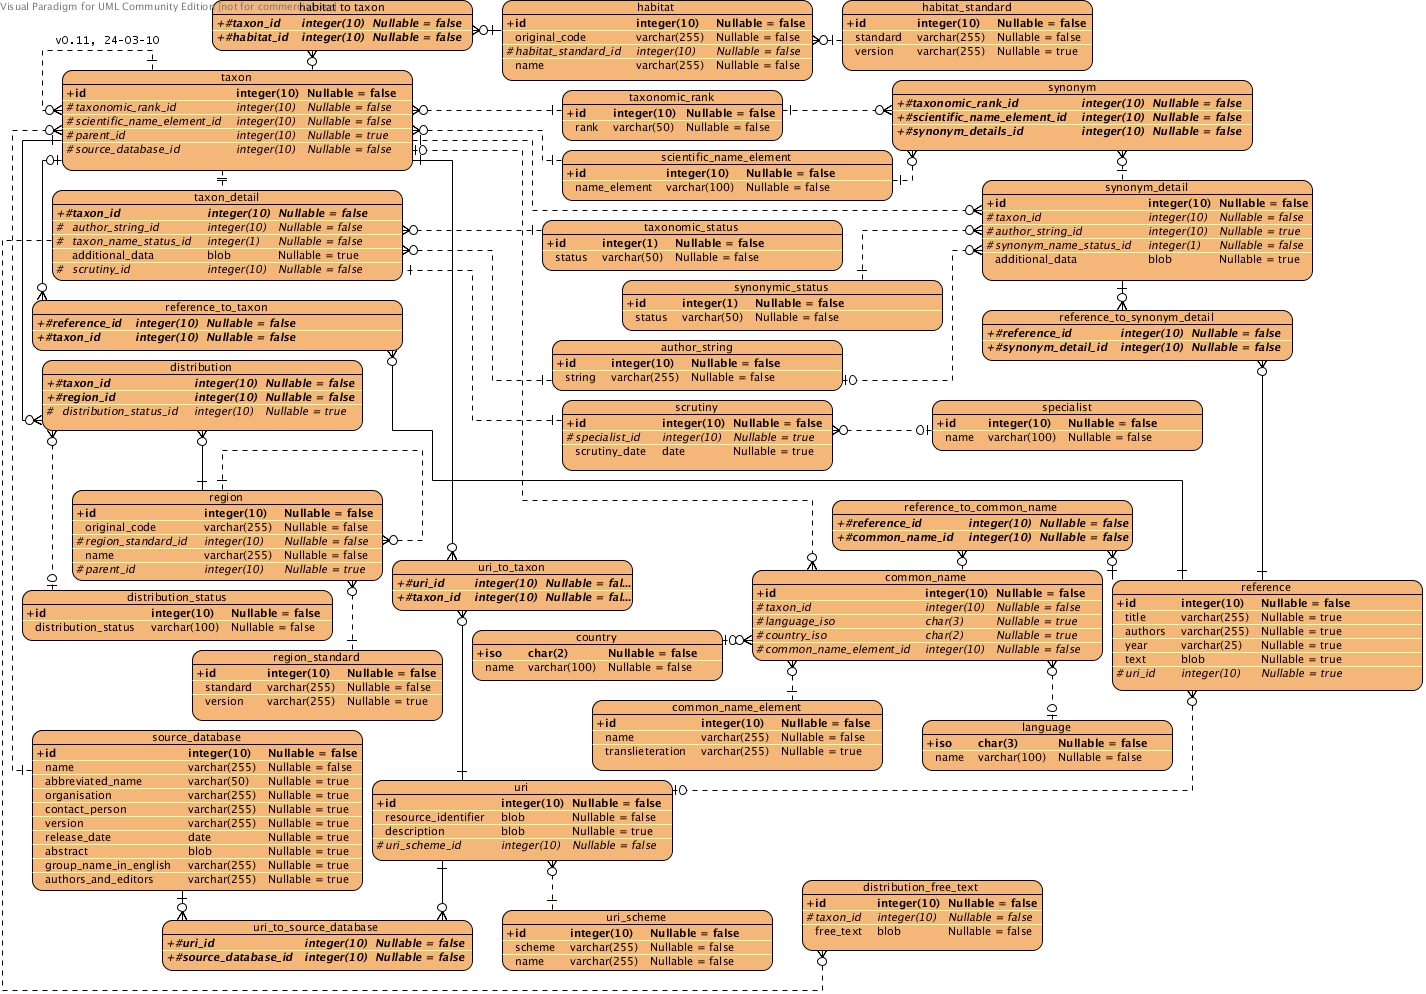 Visual Paradigm for UML Community Edition [not for commercial use]
v0.11, 24-03-10
habitat to taxon
+#taxon_id integer(10) Nullable = false
+#habitat_id integer(10) Nullable = false
habitat
+id integer(10) Nullable = false
original_code varchar(255) Nullable = false
#habitat_standard_id integer(10) Nullable = false
name varchar(255) Nullable = false
habitat_standard
+id integer(10) Nullable = false
standard varchar(255) Nullable = false
version varchar(255) Nullable = true
taxon
+id integer(10) Nullable = false
#taxonomic_rank_id integer(10) Nullable = false
#scientific_name_element_id integer(10) Nullable = false
#parent_id integer(10) Nullable = true
#source_database_id integer(10) Nullable = false
taxonomic_rank
+id integer(10) Nullable = false
rank varchar(50) Nullable = false
synonym
+#taxonomic_rank_id integer(10) Nullable = false
+#scientific_name_element_id integer(10) Nullable = false
+#synonym_details_id integer(10) Nullable = false
scientific_name_element
+id integer(10) Nullable = false
name_element varchar(100) Nullable = false
taxon_detail
+#taxon_id integer(10) Nullable = false
# author_string_id integer(10) Nullable = false
# taxon_name_status_id integer(1) Nullable = false
additional_data blob Nullable = true
# scrutiny_id integer(10) Nullable = false
synonym_detail
+id integer(10) Nullable = false
#taxon_id integer(10) Nullable = false
#author_string_id integer(10) Nullable = true
#synonym_name_status_id integer(1) Nullable = false
additional_data blob Nullable = true
taxonomic_status
+id integer(1) Nullable = false
status varchar(50) Nullable = false
synonymic_status
+id integer(1) Nullable = false
status varchar(50) Nullable = false
reference_to_taxon
+#reference_id integer(10) Nullable = false
+#taxon_id integer(10) Nullable = false
reference_to_synonym_detail
+#reference_id integer(10) Nullable = false
+#synonym_detail_id integer(10) Nullable = false
author_string
+id integer(10) Nullable = false
string varchar(255) Nullable = false
distribution
+#taxon_id integer(10) Nullable = false
+#region_id integer(10) Nullable = false
# distribution_status_id integer(10) Nullable = true
scrutiny
+id integer(10) Nullable = false
#specialist_id integer(10) Nullable = true
scrutiny_date date Nullable = true
specialist
+id integer(10) Nullable = false
name varchar(100) Nullable = false
region
+id integer(10) Nullable = false
original_code varchar(255) Nullable = false
#region_standard_id integer(10) Nullable = false
name varchar(255) Nullable = false
#parent_id integer(10) Nullable = true
reference_to_common_name
+#reference_id integer(10) Nullable = false
+#common_name_id integer(10) Nullable = false
uri_to_taxon
+#uri_id integer(10) Nullable = fal...
+#taxon_id integer(10) Nullable = fal...
common_name
+id integer(10) Nullable = false
#taxon_id integer(10) Nullable = false
#language_iso char(3) Nullable = true
#country_iso char(2) Nullable = true
#common_name_element_id integer(10) Nullable = false
reference
+id integer(10) Nullable = false
title varchar(255) Nullable = true
authors varchar(255) Nullable = true
year varchar(25) Nullable = true
text blob Nullable = true
#uri_id integer(10) Nullable = true
distribution_status
+id integer(10) Nullable = false
distribution_status varchar(100) Nullable = false
country
+iso char(2) Nullable = false
name varchar(100) Nullable = false
region_standard
+id integer(10) Nullable = false
standard varchar(255) Nullable = false
version varchar(255) Nullable = true
common_name_element
+id integer(10) Nullable = false
name varchar(255) Nullable = false
translieteration varchar(255) Nullable = true
language
+iso char(3) Nullable = false
name varchar(100) Nullable = false
source_database
+id integer(10) Nullable = false
name varchar(255) Nullable = false
abbreviated_name varchar(50) Nullable = true
organisation varchar(255) Nullable = true
contact_person varchar(255) Nullable = true
version varchar(255) Nullable = true
release_date date Nullable = true
abstract blob Nullable = true
group_name_in_english varchar(255) Nullable = true
authors_and_editors varchar(255) Nullable = true
uri
+id integer(10) Nullable = false
resource_identifier blob Nullable = false
description blob Nullable = true
#uri_scheme_id integer(10) Nullable = false
distribution_free_text
+id integer(10) Nullable = false
#taxon_id integer(10) Nullable = false
free_text blob Nullable = false
uri_to_source_database
+#uri_id integer(10) Nullable = false
+#source_database_id integer(10) Nullable = false
uri_scheme
+id integer(10) Nullable = false
scheme varchar(255) Nullable = false
name varchar(255) Nullable = false